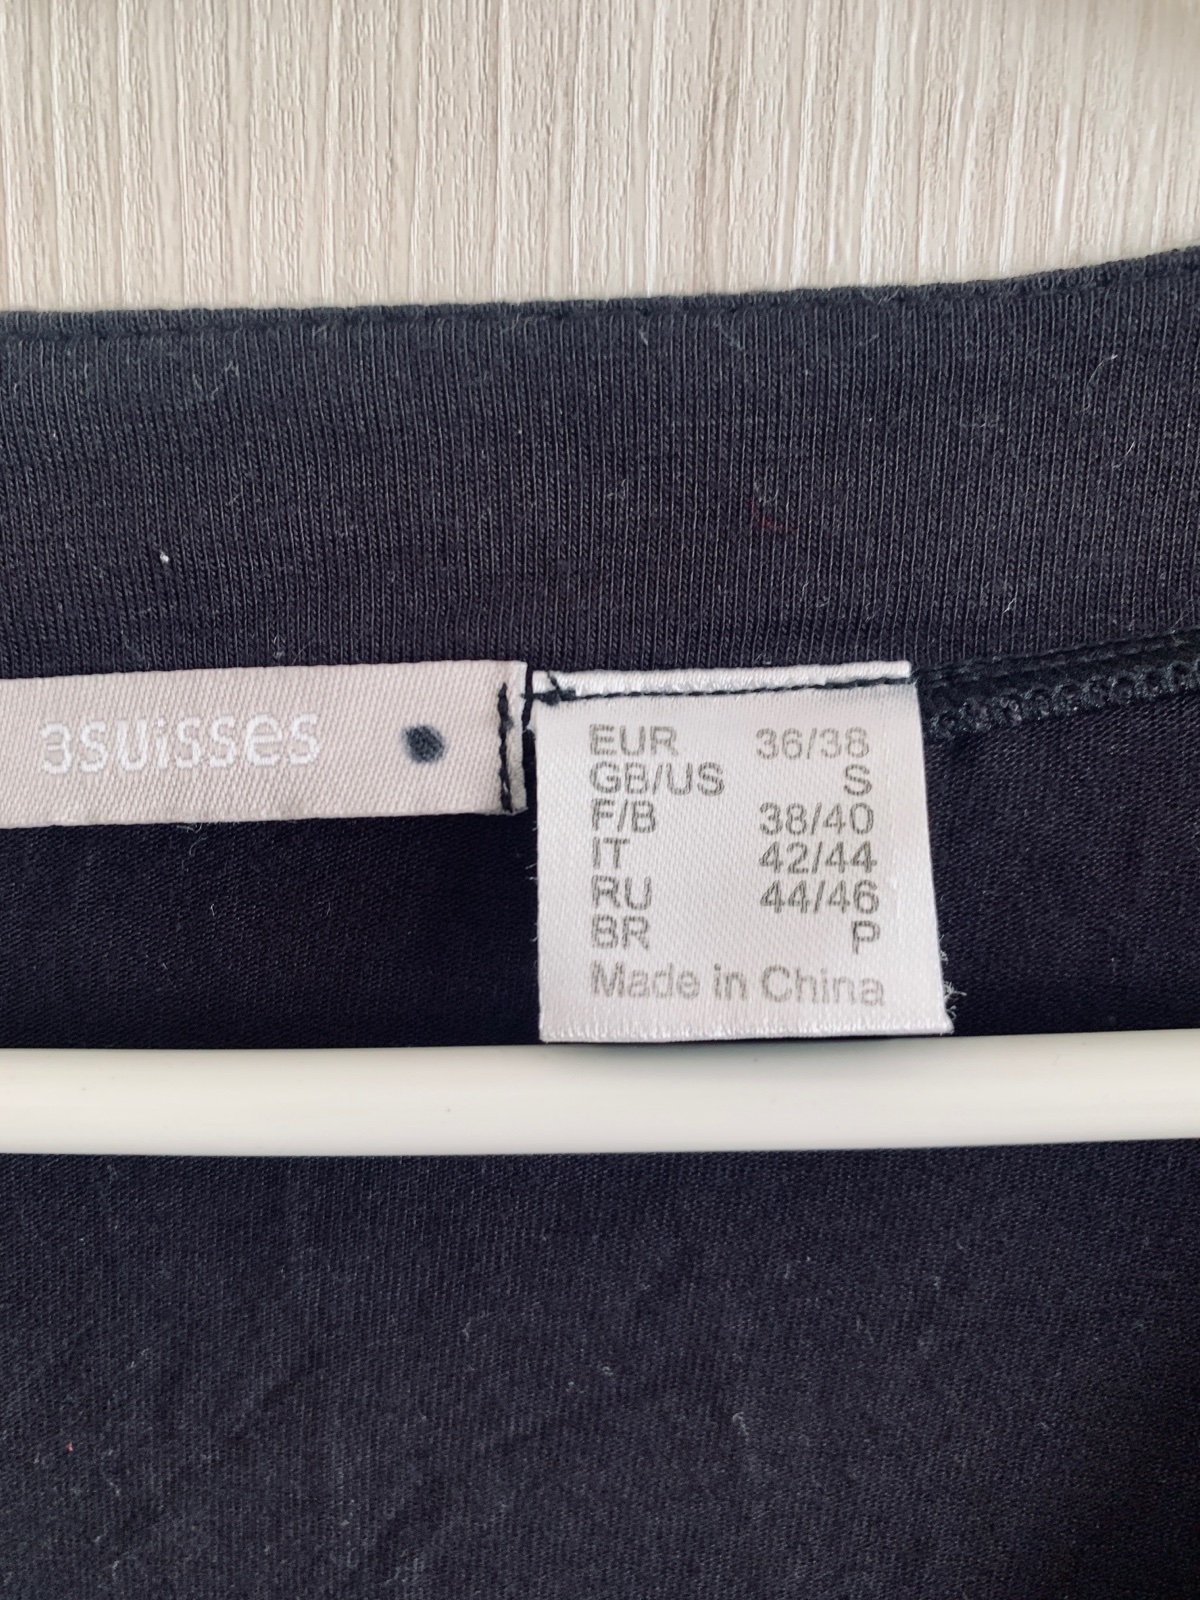 3suisses
EUR 36/38
GB/US S
F/B 38/40
IT 42/44
RU 44/46
BR P
Made in China